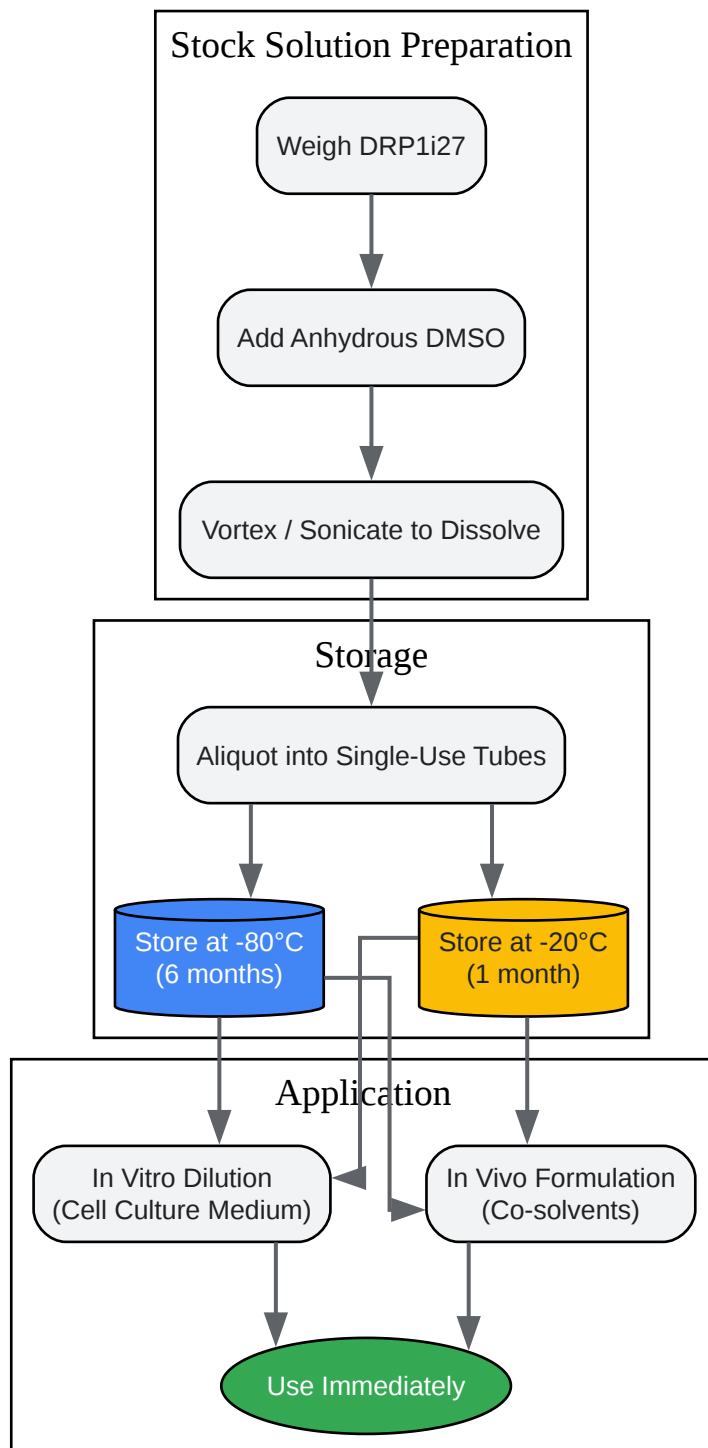 Stock Solution Preparation
Weigh DRP1i27
Add Anhydrous DMSO
Vortex / Sonicate to Dissolve
Storage
Aliquot into Single-Use Tubes
Store at -80°C
(6 months)
Store at -20°C
(1 month)
Application
In Vitro Dilution
(Cell Culture Medium)
In Vivo Formulation
(Co-solvents)
Use Immediately